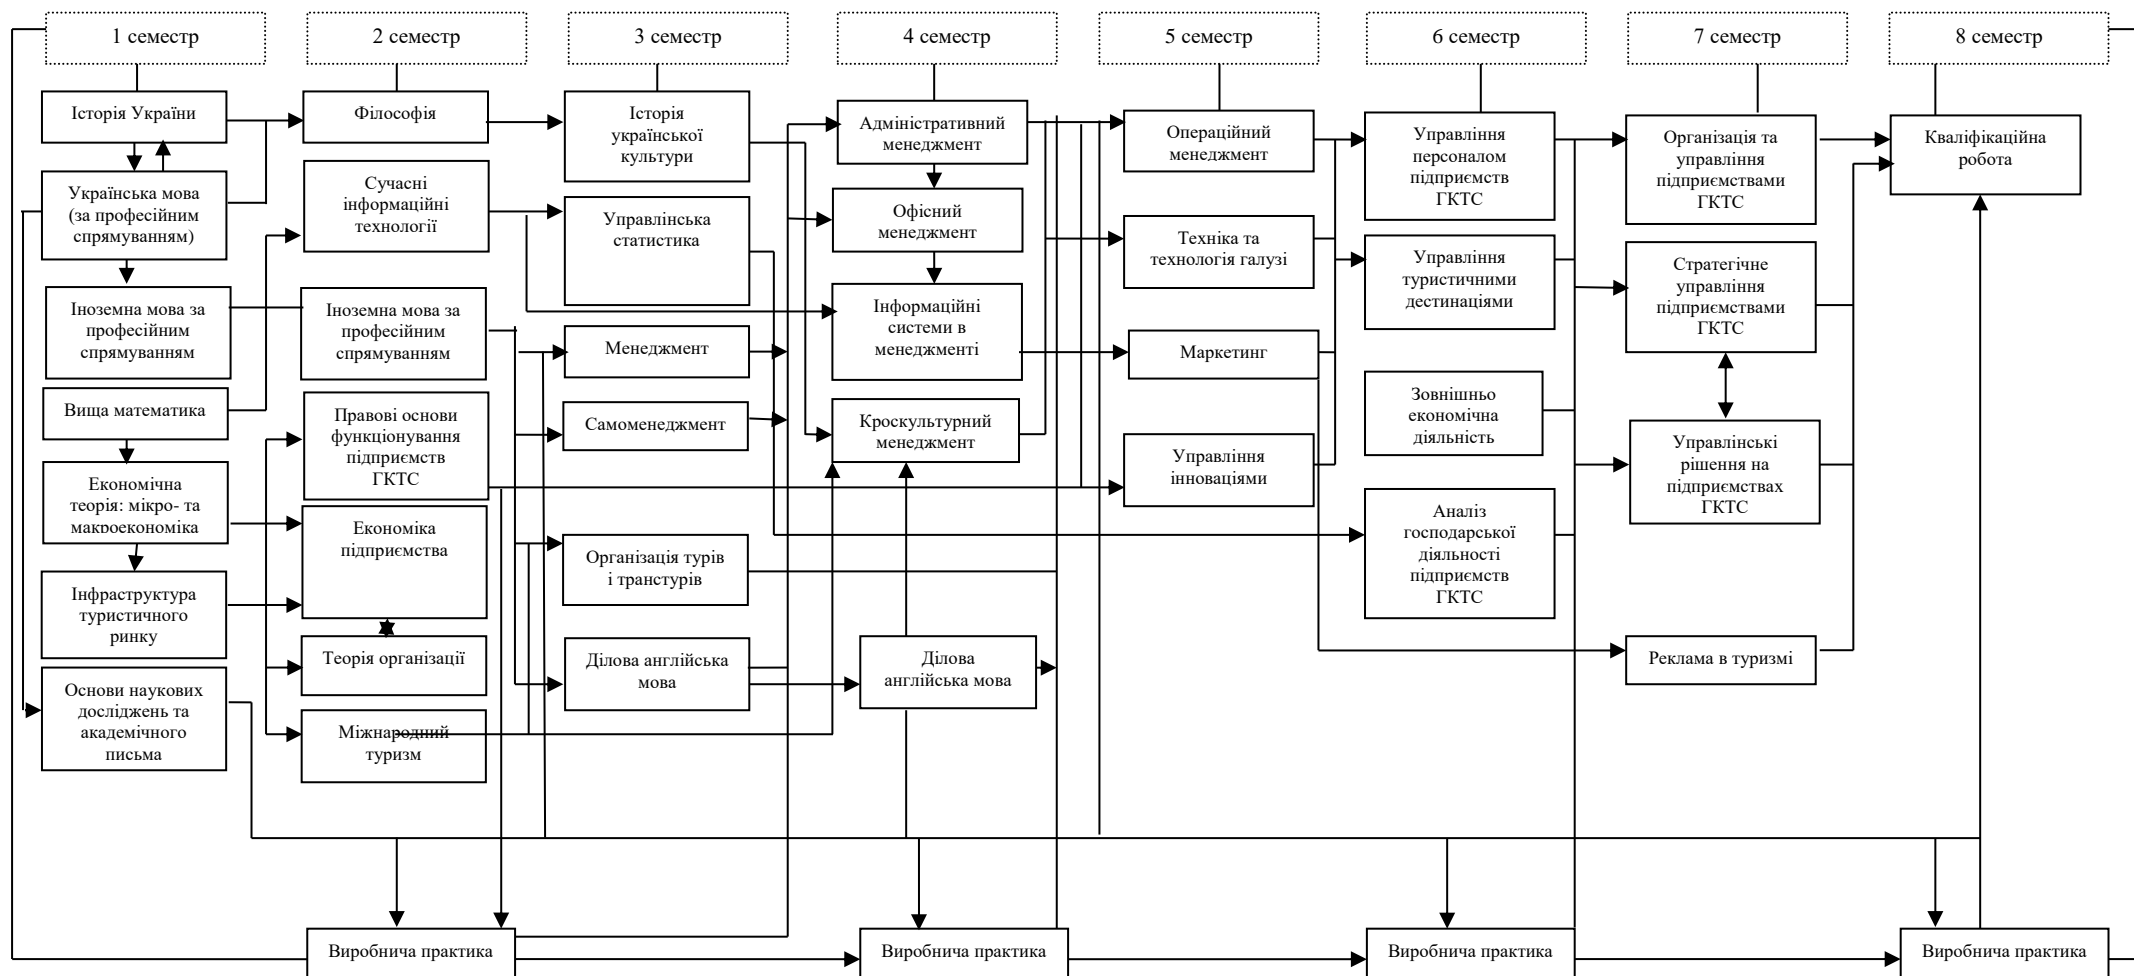 1 семестр
2 семестр
3 семестр
4 семестр
5 семестр
6 семестр
7 семестр
8 семестр
Історія України
Українська мова
(за професійним
спрямуванням)
Іноземна мова за
професійним
спрямуванням
Вища математика
Економічна
теорія: мікро- та
макроекономіка
Інфраструктура
туристичного
ринку
Основи наукових
досліджень та
академічного
письма
Філософія
Сучасні
інформаційні
технології
Іноземна мова за
професійним
спрямуванням
Правові основи
функціонування
підприємств
ГКТС
Економіка
підприємства
Теорія організації
Міжнародний
туризм
Виробнича практика
Історія
української
культури
Управлінська
статистика
Менеджмент
Самоменеджмент
Організація турів
і транстурів
Ділова англійська
мова
Адміністративний
менеджмент
Офісний
менеджмент
Інформаційні
системи в
менеджменті
Кроскультурний
менеджмент
Ділова
англійська мова
Виробнича практика
Операційний
менеджмент
Техніка та
технологія галузі
Маркетинг
Управління
інноваціями
Управління
персоналом
підприємств
ГКТС
Управління
туристичними
дестинаціями
Зовнішньо
економічна
діяльність
Аналіз
господарської
діяльності
підприємств
ГКТС
Виробнича практика
Організація та
управління
підприємствами
ГКТС
Стратегічне
управління
підприємствами
ГКТС
Управлінські
рішення на
підприємствах
ГКТС
Реклама в туризмі
Кваліфікаційна
робота
Виробнича практика